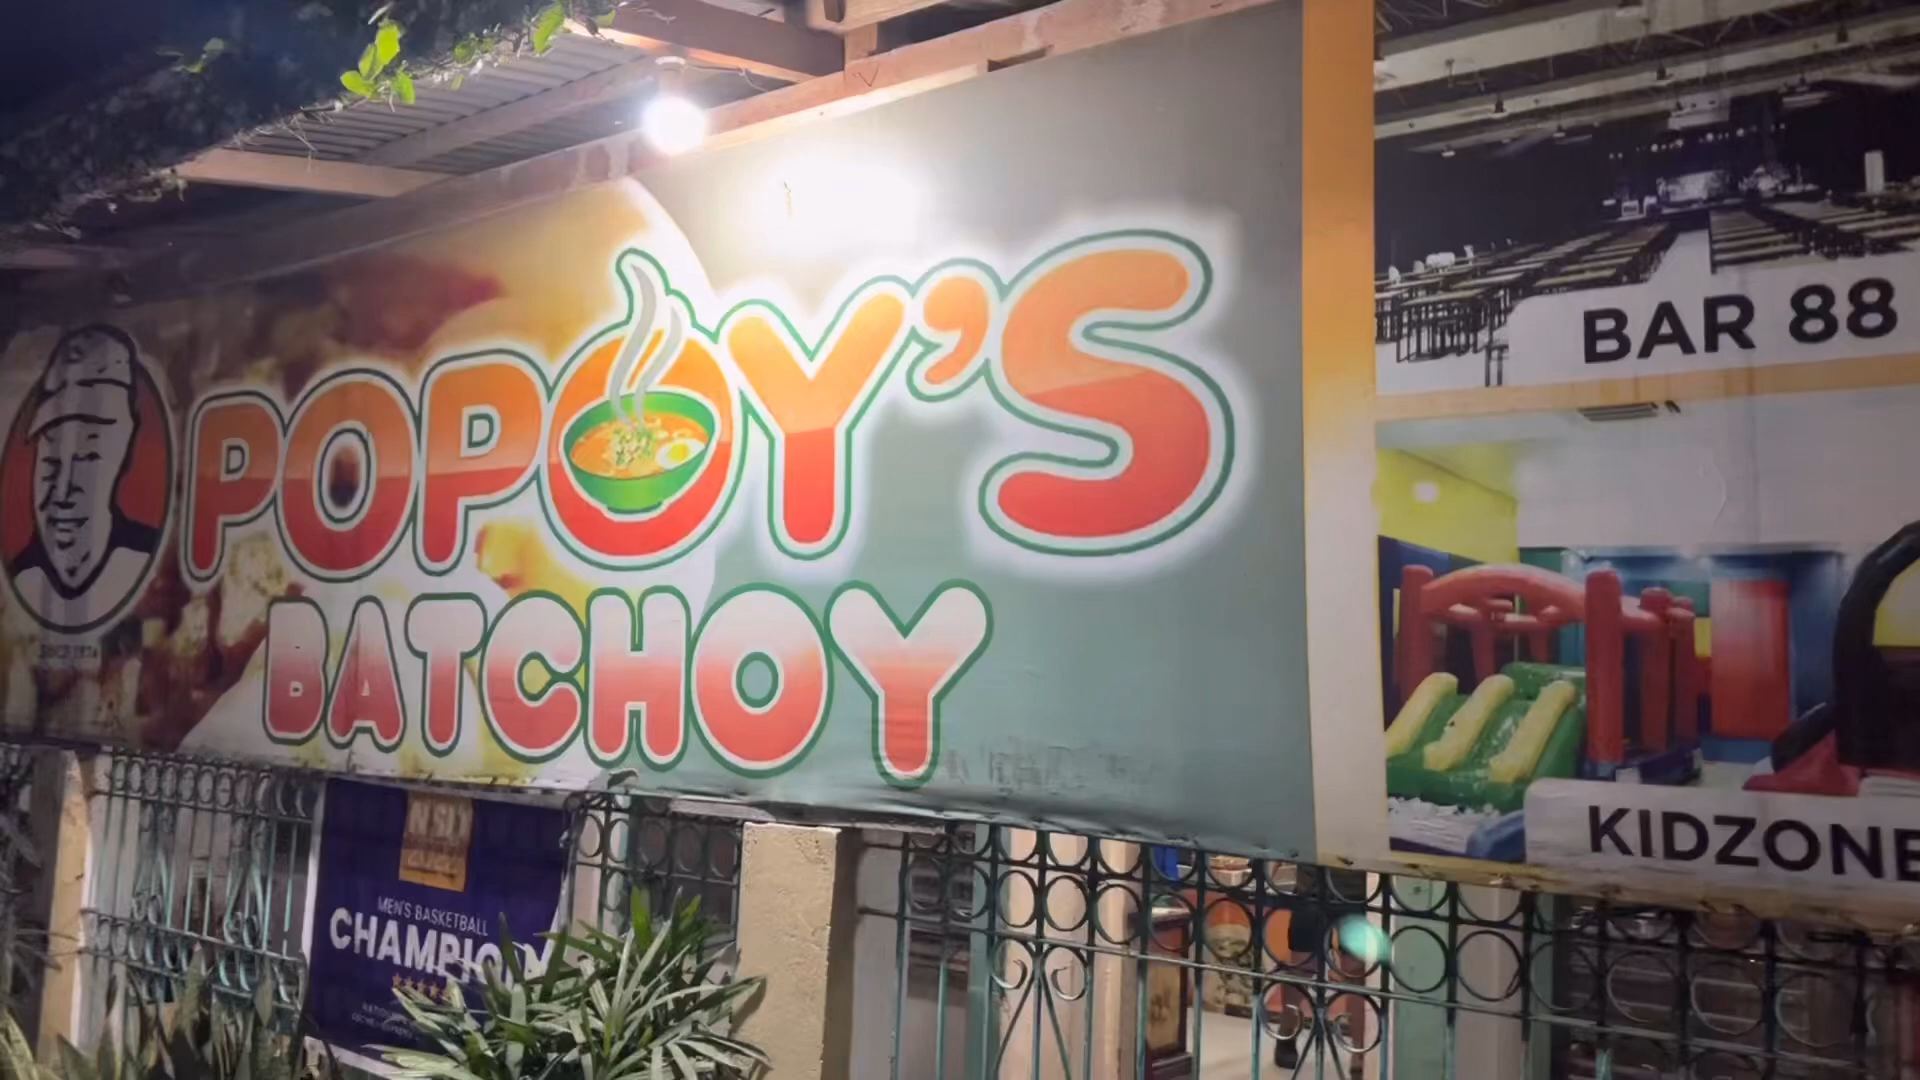 POPOY'S
BATCHOY
BAR 88
KIDZONE
MEN'S BASKETBALL
CHAMPION